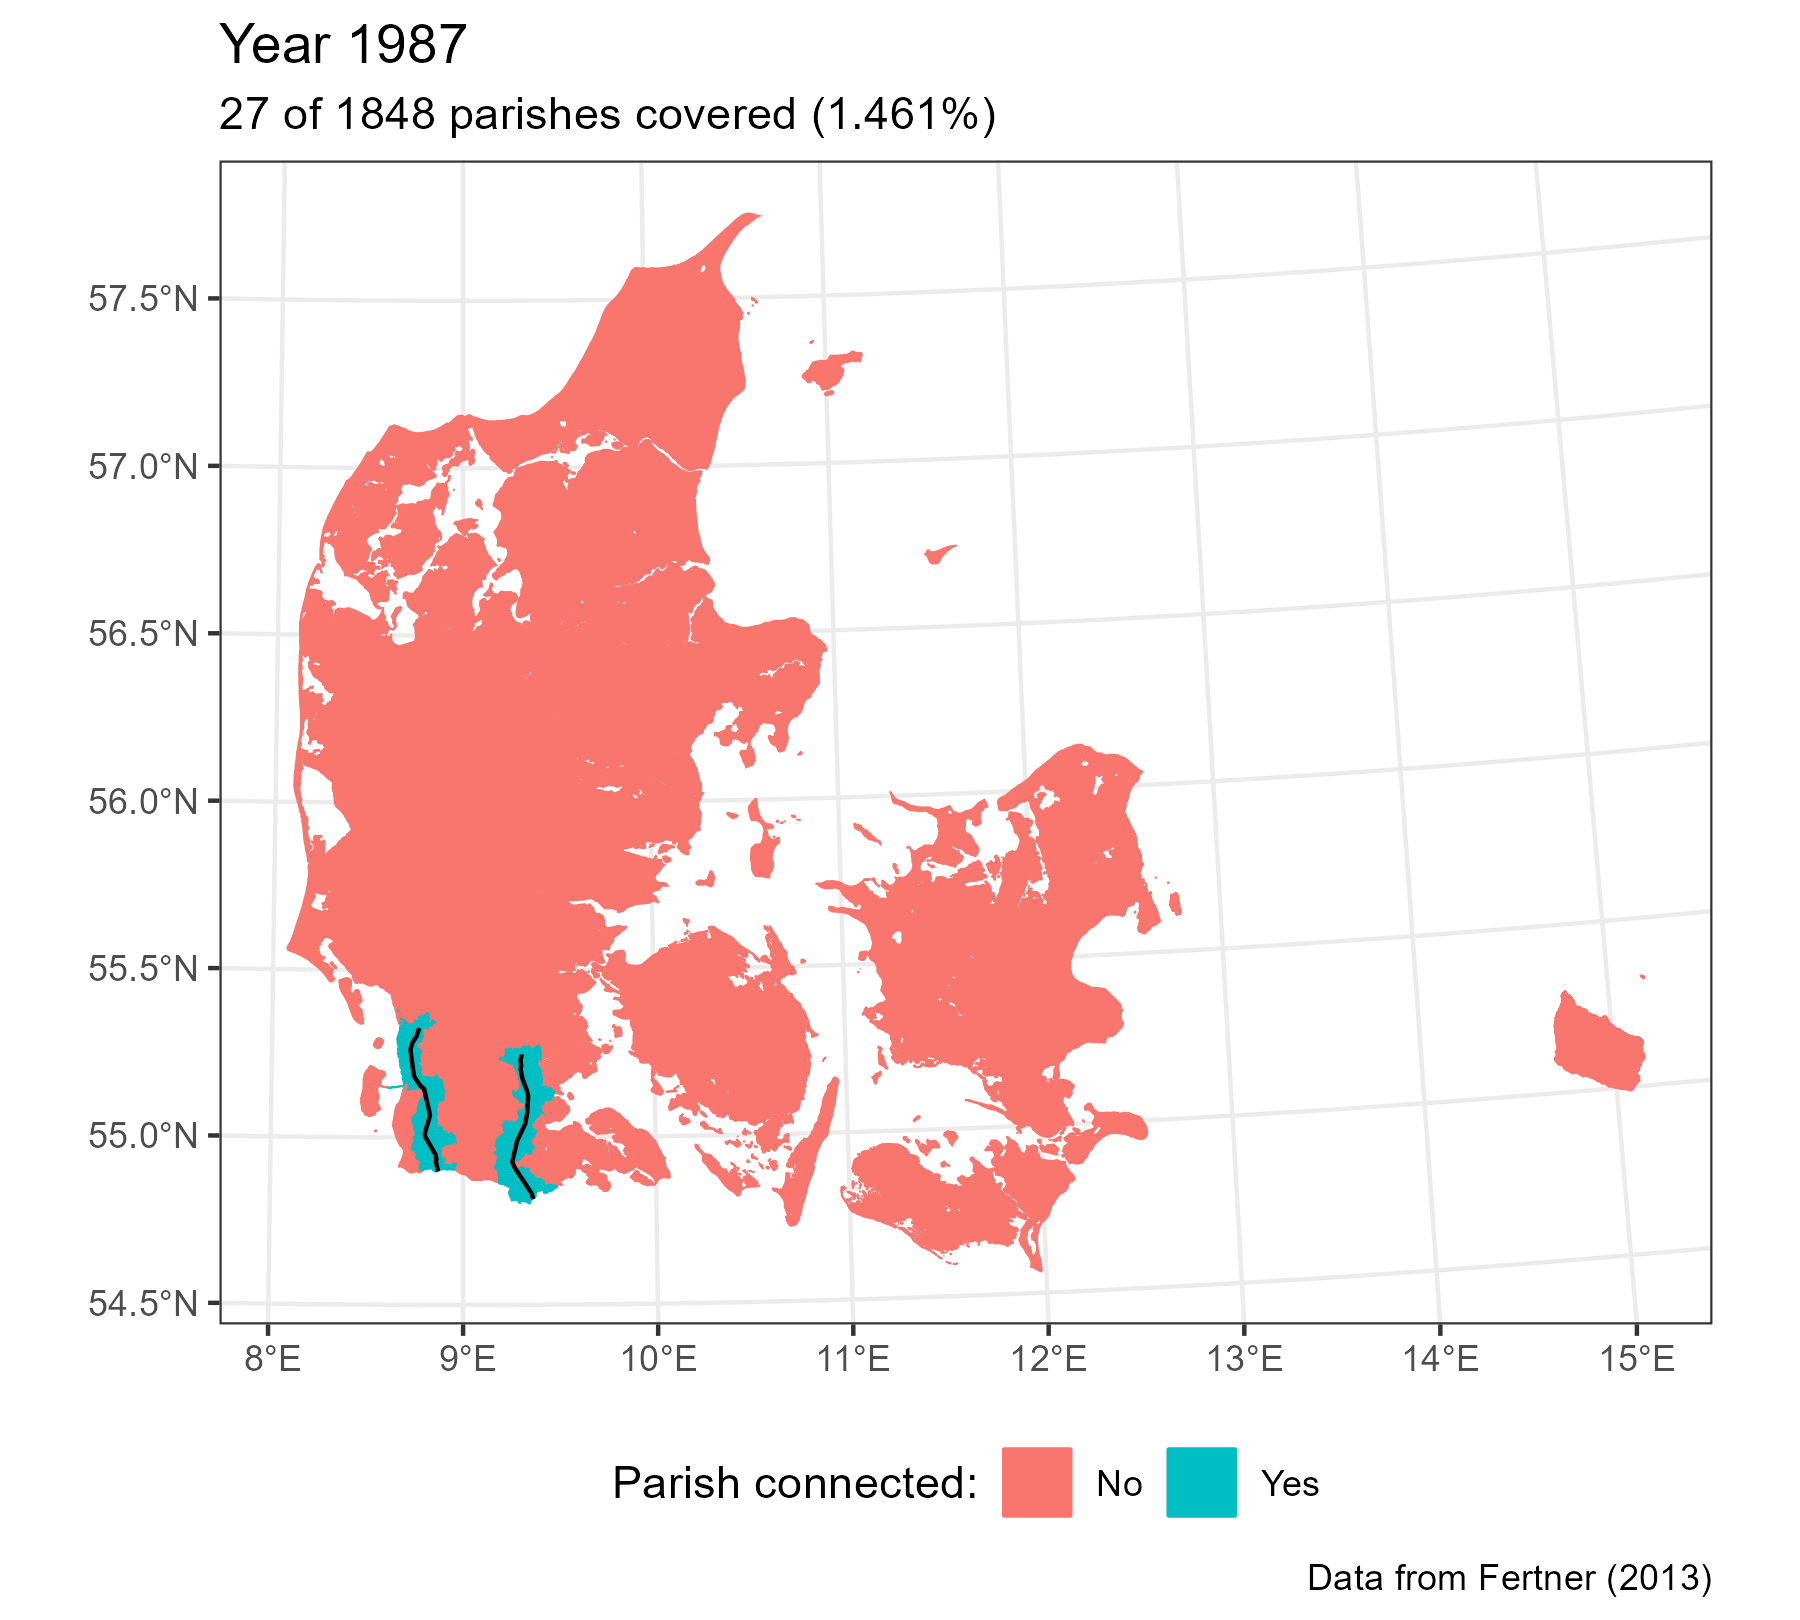 Year 1987
27 of 1848 parishes covered (1.461%)
57.5°N
57.0°N
56.5°N
56.0°N
55.5°N
55.0°N
54.5°N
8°E 9°E 10°E 11°E 12°E 13°E 14°E 15°E
Parish connected: No Yes
Data from Fertner (2013)